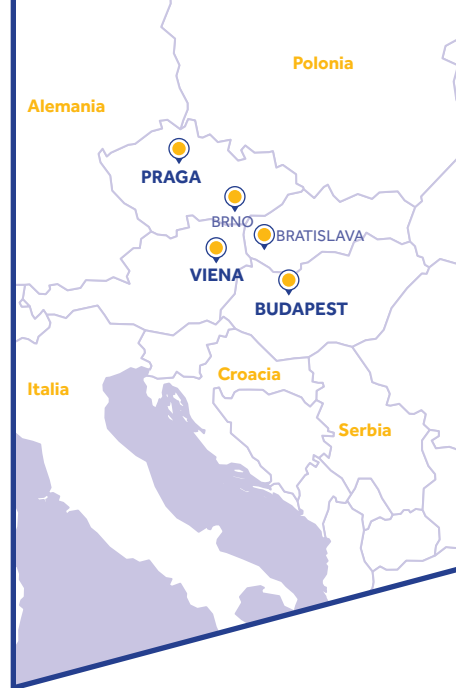 Polonia
Alemania
PRAGA
BRNO
BRATISLAVA
VIENA
BUDAPEST
Croacia
Italia
Serbia